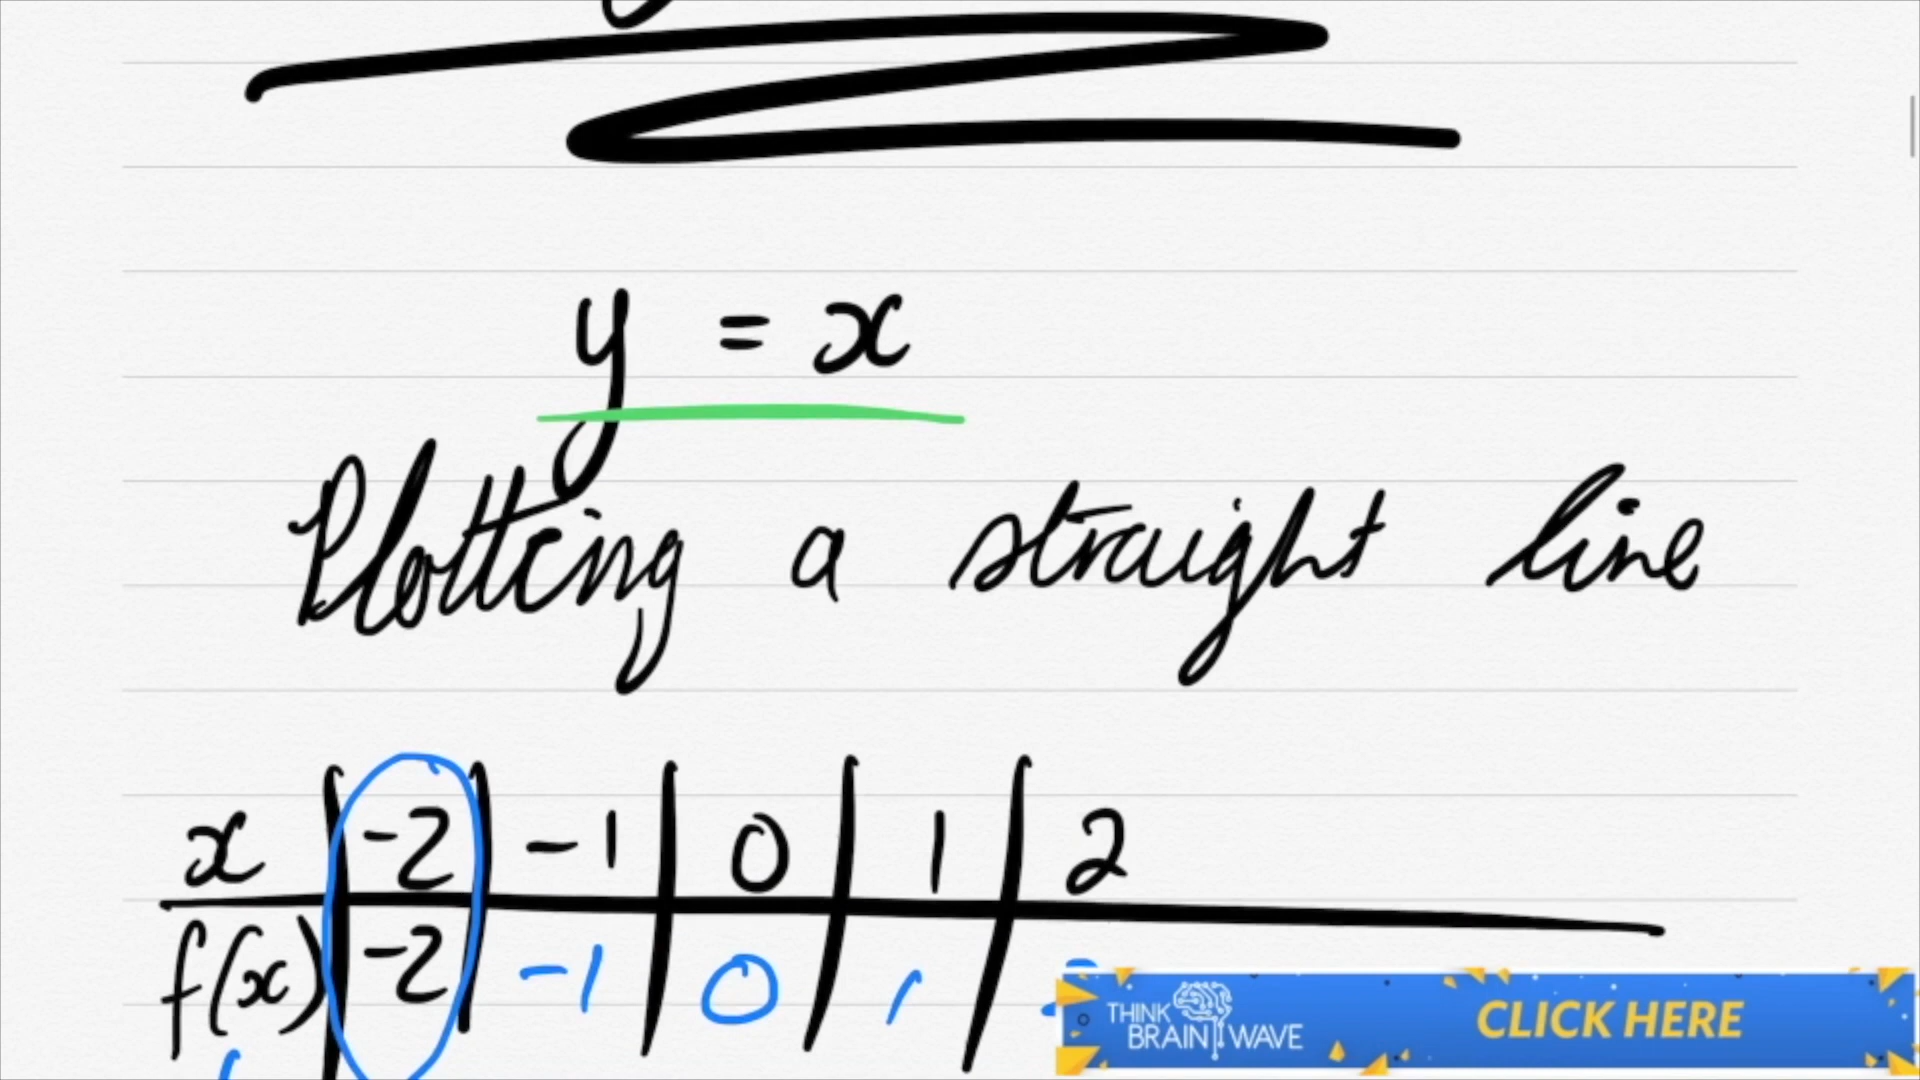 y = x
Plotting a straight line
x | -2 | -1 | 0 | 1 | 2
f(x) | -2 | -1 | 0 | 1
THINK BRAIN WAVE
CLICK HERE